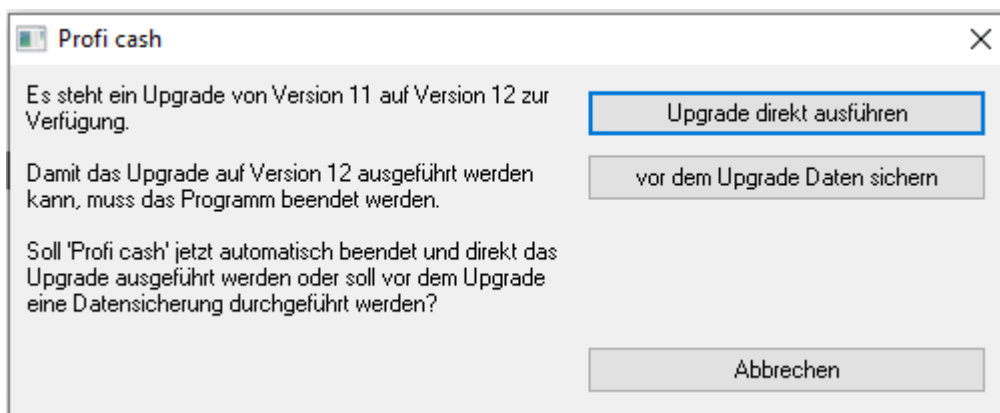 Profi cash
Es steht ein Upgrade von Version 11 auf Version 12 zur
Verfügung.
Upgrade direkt ausführen
Damit das Upgrade auf Version 12 ausgeführt werden
kann, muss das Programm beendet werden.
vor dem Upgrade Daten sichern
Soll 'Profi cash' jetzt automatisch beendet und direkt das
Upgrade ausgeführt werden oder soll vor dem Upgrade
eine Datensicherung durchgeführt werden?
Abbrechen